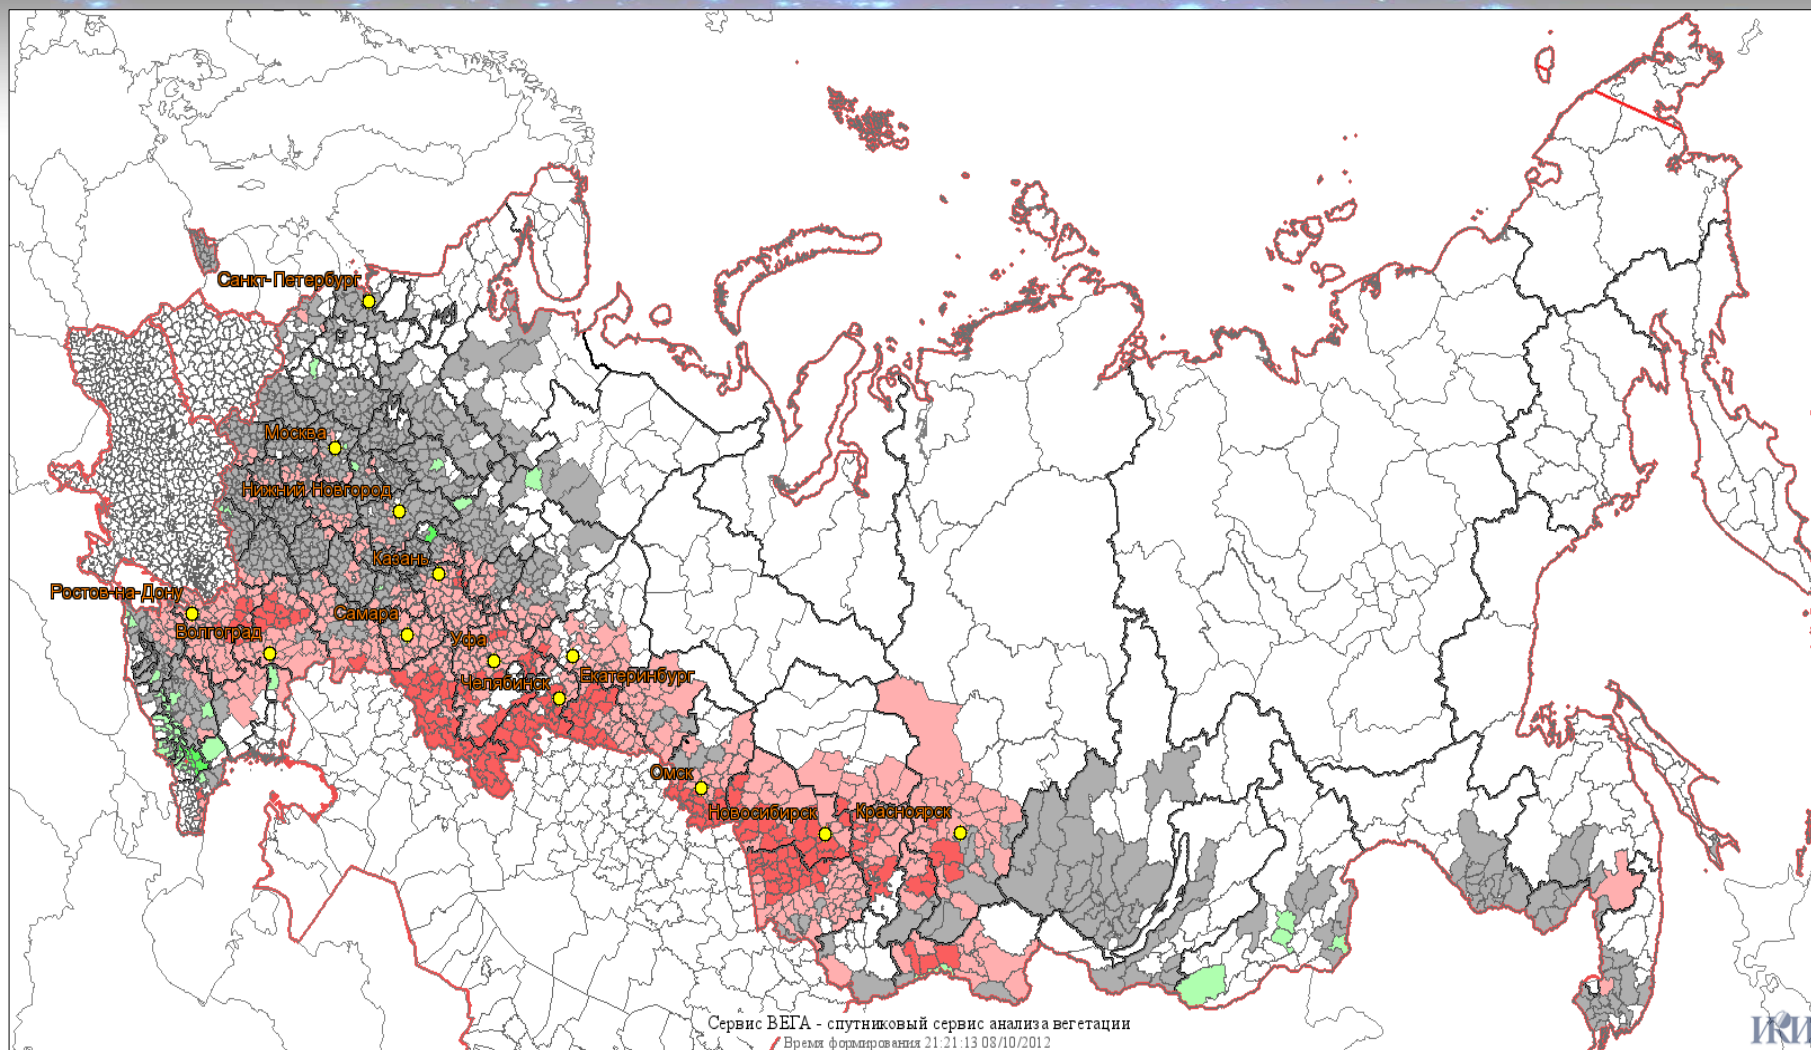 Санкт-Петербург
Москва
Нижний Новгород
Казань
Ростов-на-Дону
Самара
Волгоград
Уфа
Екатеринбург
Челябинск
Омск
Новосибирск
Красноярск
Сервис ВЕГА - спутниковый сервис анализа вегетации
Время формирования 21:21:13 08/10/2012
ИКИ